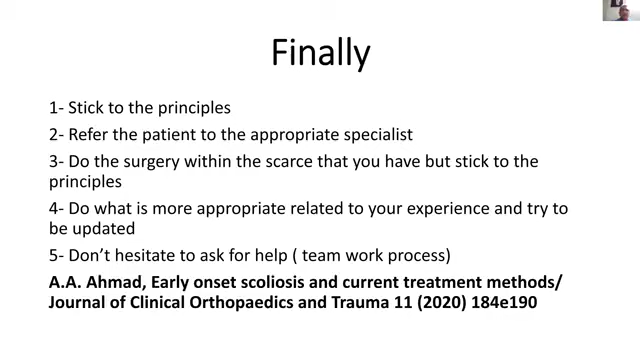 Finally
1- Stick to the principles
2- Refer the patient to the appropriate specialist
3- Do the surgery within the scarce that you have but stick to the
principles
4- Do what is more appropriate related to your experience and try to
be updated
5- Don’t hesitate to ask for help ( team work process)
A.A. Ahmad, Early onset scoliosis and current treatment methods/
Journal of Clinical Orthopaedics and Trauma 11 (2020) 184e190